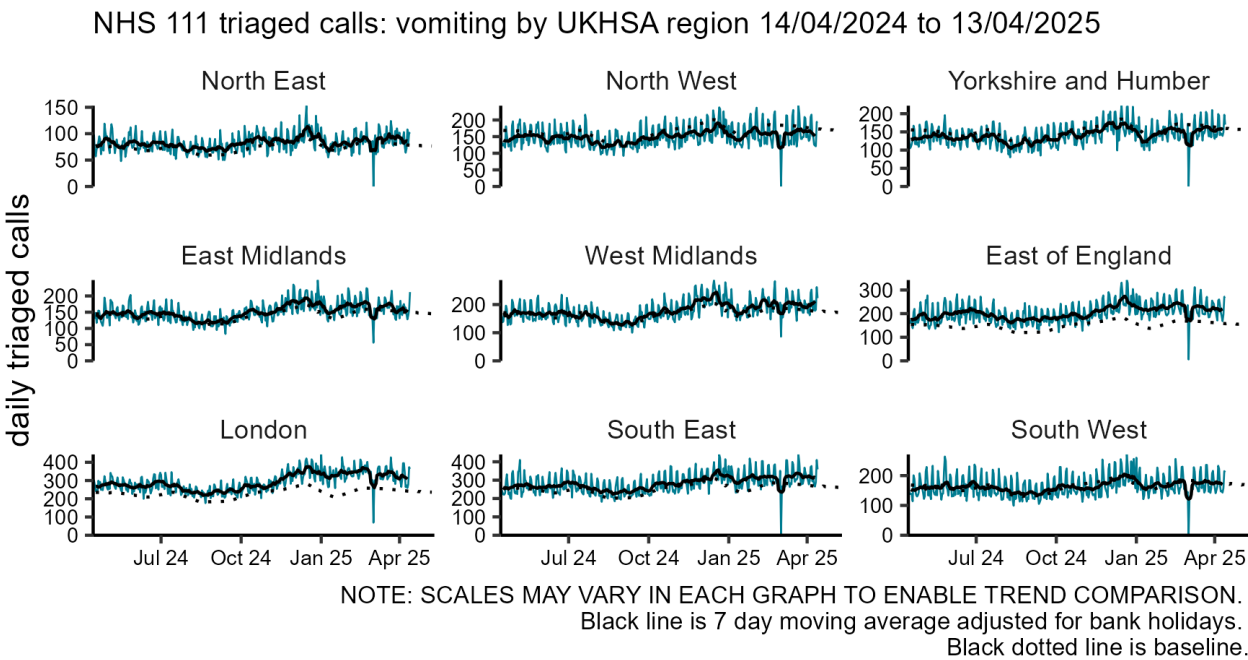 NHS 111 triaged calls: vomiting by UKHSA region 14/04/2024 to 13/04/2025
daily triaged calls
North East
150
100
50
0
North West
200
150
100
50
0
Yorkshire and Humber
200
150
100
50
0
East Midlands
200
150
100
50
0
West Midlands
200
100
0
East of England
300
200
100
0
London
400
300
200
100
0
Jul 24 Oct 24 Jan 25 Apr 25
South East
400
300
200
100
0
Jul 24 Oct 24 Jan 25 Apr 25
South West
200
100
0
Jul 24 Oct 24 Jan 25 Apr 25
NOTE: SCALES MAY VARY IN EACH GRAPH TO ENABLE TREND COMPARISON.
Black line is 7 day moving average adjusted for bank holidays.
Black dotted line is baseline.